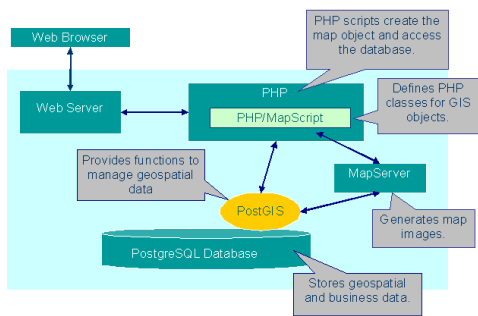 PHP scripts create the
map object and access
the database.
Web Browser
Web Server
PHP
PHP/MapScript
Defines PHP
classes for GIS
objects.
Provides functions to
manage geospatial
data
MapServer
PostGIS
Generates map
images.
PostgreSQL Database
Stores geospatial
and business data.